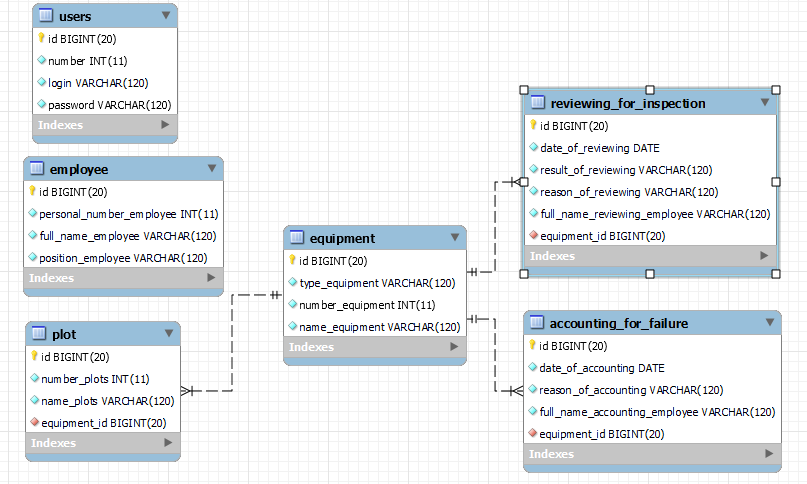 users
id BIGINT(20)
number INT(11)
login VARCHAR(120)
password VARCHAR(120)
Indexes
employee
id BIGINT(20)
personal_number_employee INT(11)
full_name_employee VARCHAR(120)
position_employee VARCHAR(120)
Indexes
plot
id BIGINT(20)
number_plots INT(11)
name_plots VARCHAR(120)
equipment_id BIGINT(20)
Indexes
equipment
id BIGINT(20)
type_equipment VARCHAR(120)
number_equipment INT(11)
name_equipment VARCHAR(120)
Indexes
reviewing_for_inspection
id BIGINT(20)
date_of_reviewing DATE
result_of_reviewing VARCHAR(120)
reason_of_reviewing VARCHAR(120)
full_name_reviewing_employee VARCHAR(120)
equipment_id BIGINT(20)
Indexes
accounting_for_failure
id BIGINT(20)
date_of_accounting DATE
reason_of_accounting VARCHAR(120)
full_name_accounting_employee VARCHAR(120)
equipment_id BIGINT(20)
Indexes